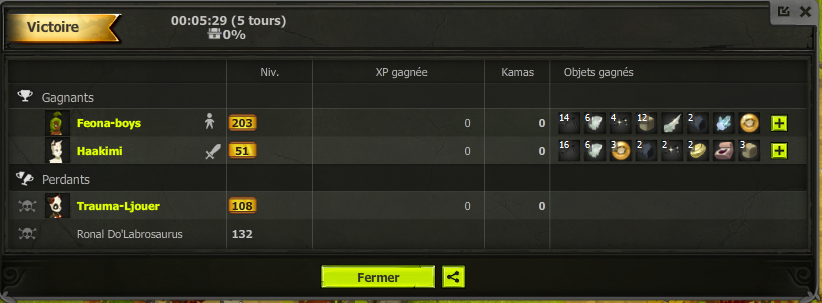 Victoire
00:05:29 (5 tours)
0%
Niv. XP gagnée Kamas Objets gagnés
Gagnants
Feona-boys 203 0 0 14 6 4 12 2
Haakimi 51 0 0 16 6 3 2 2 2 3
Perdants
Trauma-Ljouer 108 0 0
Ronal Do'Labrosaurus 132
Fermer